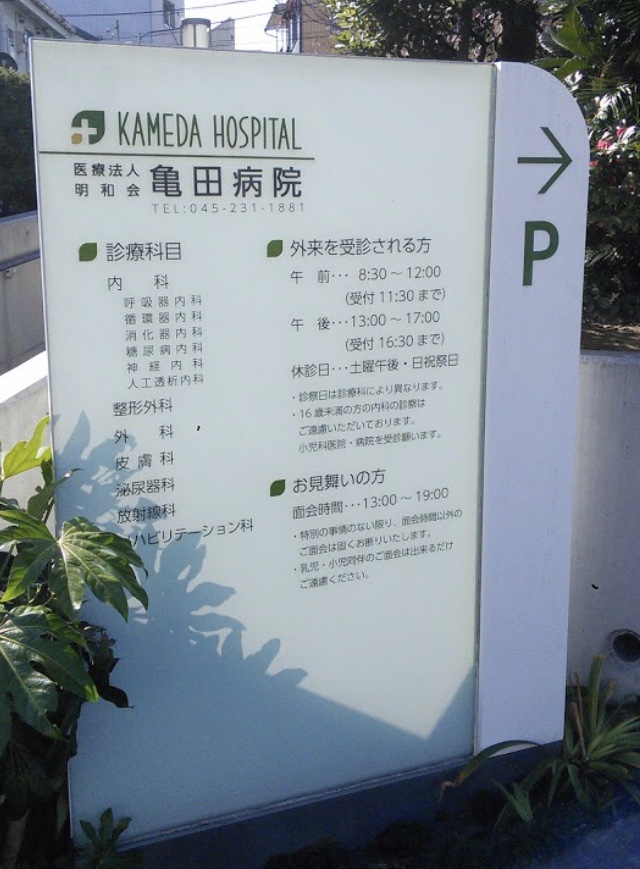 KAMEDA HOSPITAL
医療法人
明和会
亀田病院
TEL:045-231-1881
診療科目
内 科
呼吸器内科
循環器内科
消化器内科
糖尿病内科
神経内科
人工透析内科
整形外科
外 科
皮膚科
泌尿器科
放射線科
リハビリテーション科
外来を受診される方
午 前… 8:30～12:00
(受付 11:30 まで)
午 後…13:00～17:00
(受付 16:30 まで)
休診日…土曜午後・日祝祭日
・診察日は診療科により異なります。
・16 歳未満の方の内科の診察は
ご遠慮いただいております。
小児科医院・病院を受診願います。
お見舞いの方
面会時間…13:00～19:00
・特別の事情のない限り、面会時間以外の
ご面会は固くお断りいたします。
・乳児・小児同伴のご面会は出来るだけ
ご遠慮ください。
→
P